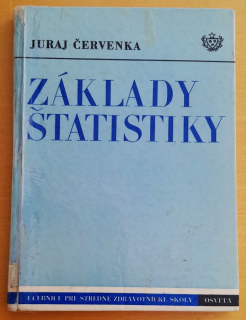 JURAJ ČERVENKA
ZÁKLADY
ŠTATISTIKY
UČEBNICE PRE STREDNÉ ZDRAVOTNÍCKE ŠKOLY OSVETA